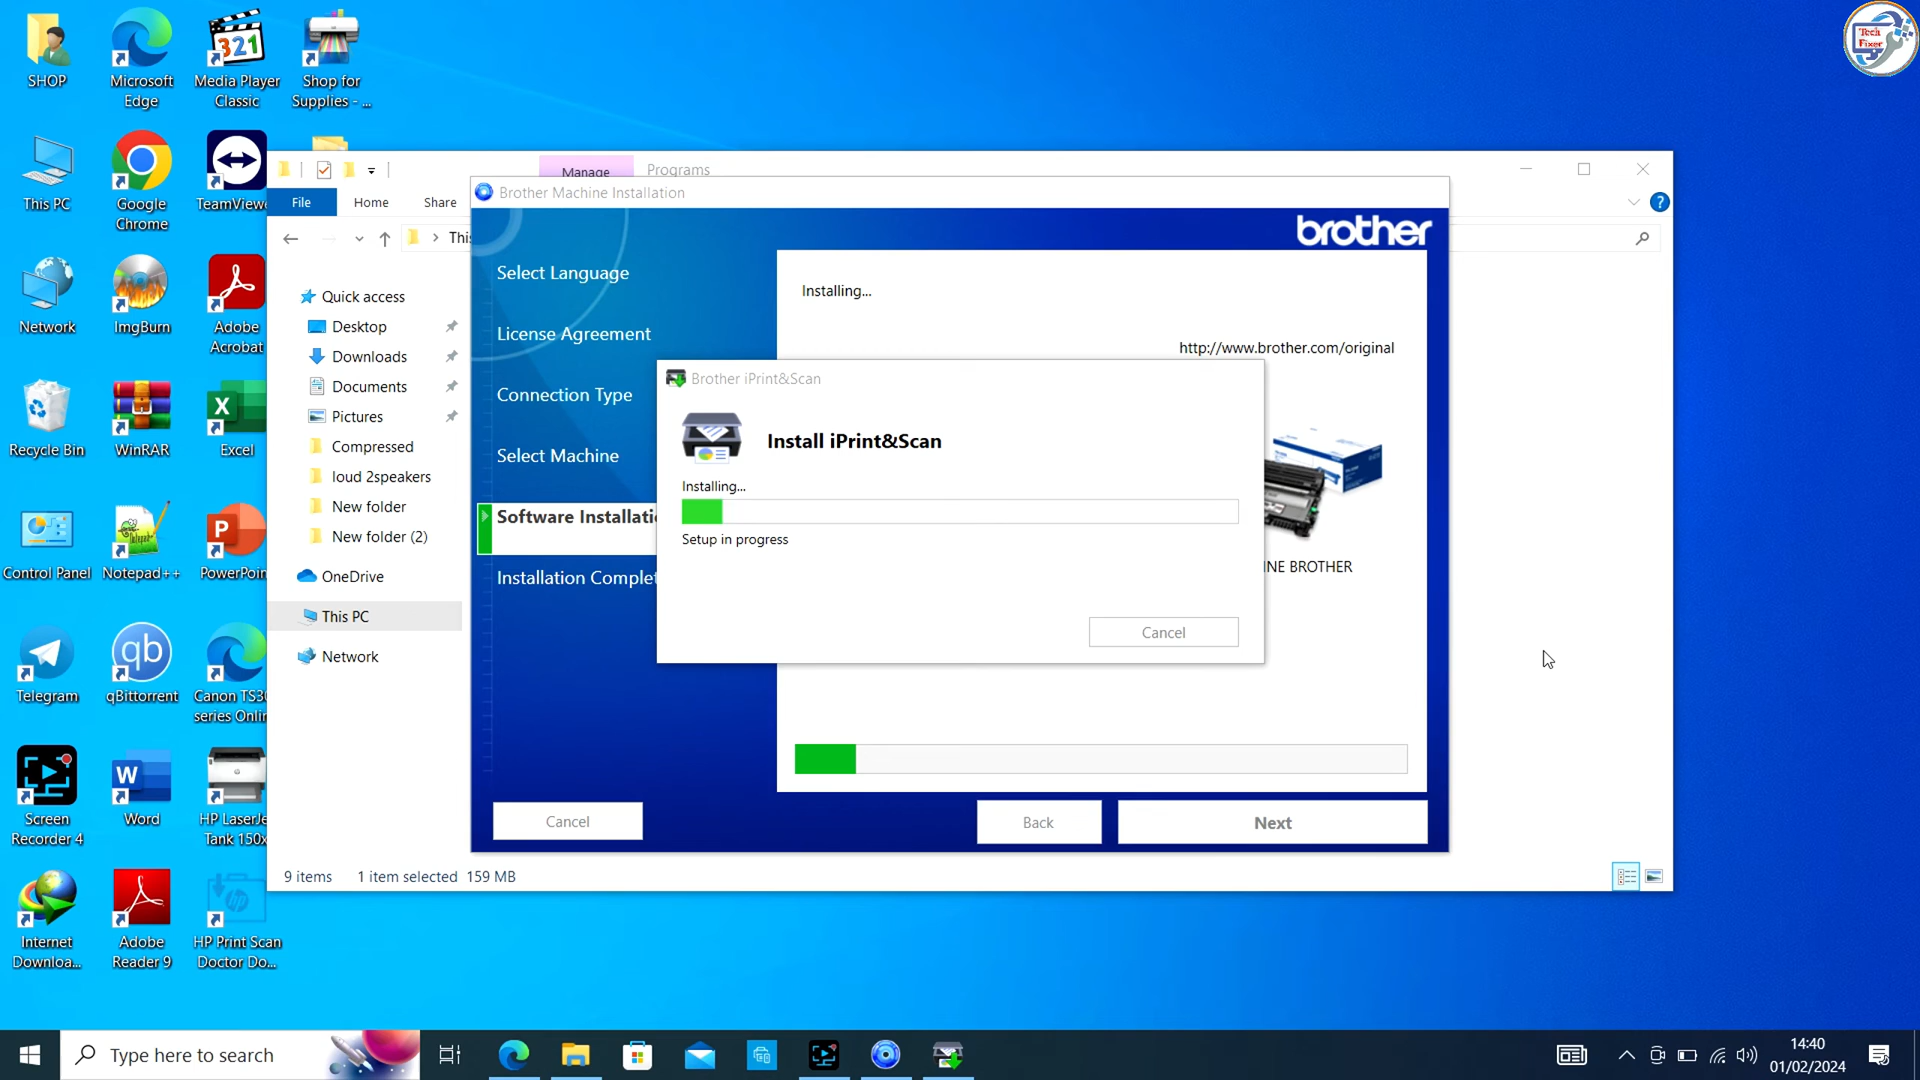 SHOP
Microsoft
Edge
Media Player
Classic
Shop for
Supplies - ...
Tech
Fixer
This PC
Google
Chrome
TeamViewe
Network
ImgBurn
Adobe
Acrobat
Recycle Bin
WinRAR
Excel
Control Panel
Notepad++
PowerPoin
Telegram
qBittorrent
Canon TS30
series Onlin
Screen
Recorder 4
Word
HP LaserJe
Tank 150x
Internet
Downloa...
Adobe
Reader 9
HP Print Scan
Doctor Do...
Manage
Programs
File
Home
Share
This
Quick access
Desktop
Downloads
Documents
Pictures
Compressed
loud 2speakers
New folder
New folder (2)
OneDrive
This PC
Network
9 items
1 item selected 159 MB
Brother Machine Installation
brother
Select Language
License Agreement
Connection Type
Select Machine
Software Installatio
Installation Complet
Installing...
http://www.brother.com/original
INE BROTHER
Cancel
Back
Next
Brother iPrint&Scan
Install iPrint&Scan
Installing...
Setup in progress
Cancel
Type here to search
14:40
01/02/2024